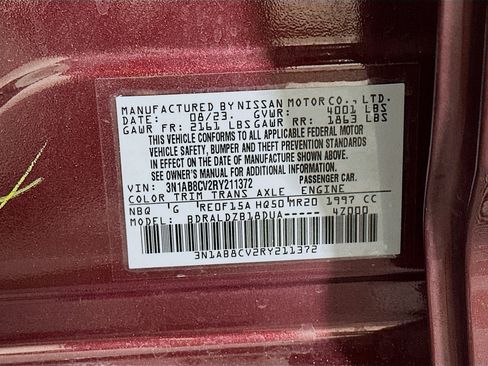 MANUFACTURED BY NISSAN MOTOR CO., LTD.
DATE: 08/23. GVWR: 4001 LBS
GAWR FR: 2161 LBS GAWR RR: 1863 LBS
THIS VEHICLE CONFORMS TO ALL APPLICABLE FEDERAL MOTOR
VEHICLE SAFETY, BUMPER AND THEFT PREVENTION STANDARDS
IN EFFECT ON THE DATE OF MANUFACTURE SHOWN ABOVE.
SEE OWNER'S MANUAL FOR ADDITIONAL INFORMATION.
VIN: 3N1AB8CV2RY211372 PASSENGER CAR.
COLOR TRIM TRANS AXLE ENGINE
NBQ G RE0F15A HQ50 MR20 1997 CC
MODEL: BDRALDZB18DUA----- 4Z000
3N1AB8CV2RY211372